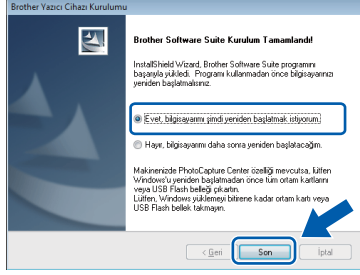 Brother Yazıcı Cihazı Kurulumu
Brother Software Suite Kurulum Tamamlandı!
InstallShield Wizard, Brother Software Suite programını
başarıyla yükledi. Programı kullanmadan önce bilgisayarınızı
yeniden başlatmalısınız.
Evet, bilgisayarımı şimdi yeniden başlatmak istiyorum.
Hayır, bilgisayarımı daha sonra yeniden başlatacağım.
Makinenizde PhotoCapture Center özelliği mevcutsa, lütfen
Windows'u yeniden başlatmadan önce tüm ortam kartlarını
veya USB Flash belleği çıkartın.
Lütfen, Windows yüklemeyi bitirene kadar ortam kartı veya
USB Flash bellek takmayın.
< Geri
Son
İptal